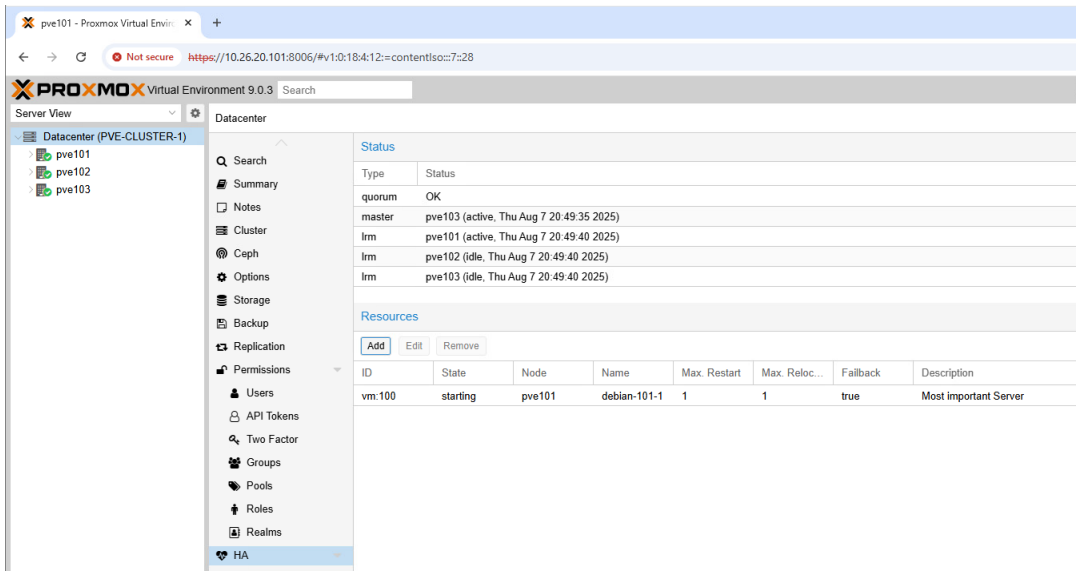 pve101 - Proxmox Virtual Enviro
Not secure https://10.26.20.101:8006/#v1:0:18:4:12:=contentIso:::7::28
PROXMOX Virtual Environment 9.0.3 Search
Server View
Datacenter
Datacenter (PVE-CLUSTER-1)
pve101
pve102
pve103
Search
Summary
Notes
Cluster
Ceph
Options
Storage
Backup
Replication
Permissions
Users
API Tokens
Two Factor
Groups
Pools
Roles
Realms
HA
Status
Type Status
quorum OK
master pve103 (active, Thu Aug 7 20:49:35 2025)
lrm pve101 (active, Thu Aug 7 20:49:40 2025)
lrm pve102 (idle, Thu Aug 7 20:49:40 2025)
lrm pve103 (idle, Thu Aug 7 20:49:40 2025)
Resources
Add Edit Remove
ID State Node Name Max. Restart Max. Reloc... Failback Description
vm:100 starting pve101 debian-101-1 1 1 true Most important Server